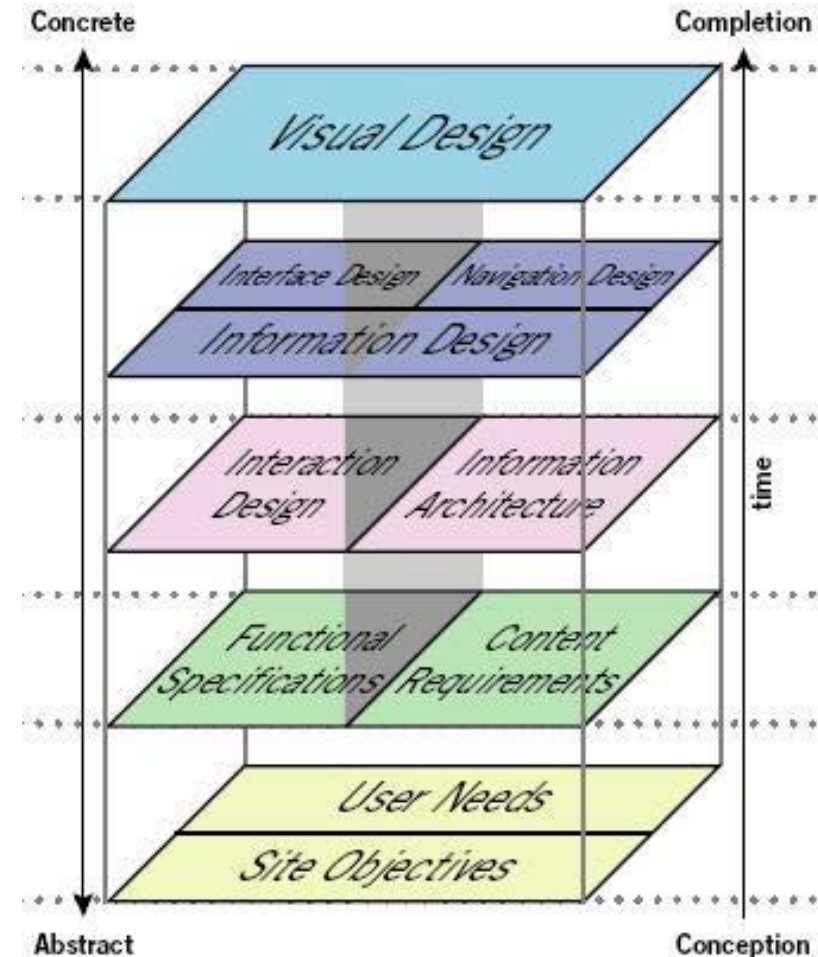 Concrete
Completion
Visual Design
Interface Design
Navigation Design
Information Design
Interaction
Design
Information
Architecture
time
Functional
Specifications
Content
Requirements
User Needs
Site Objectives
Abstract
Conception